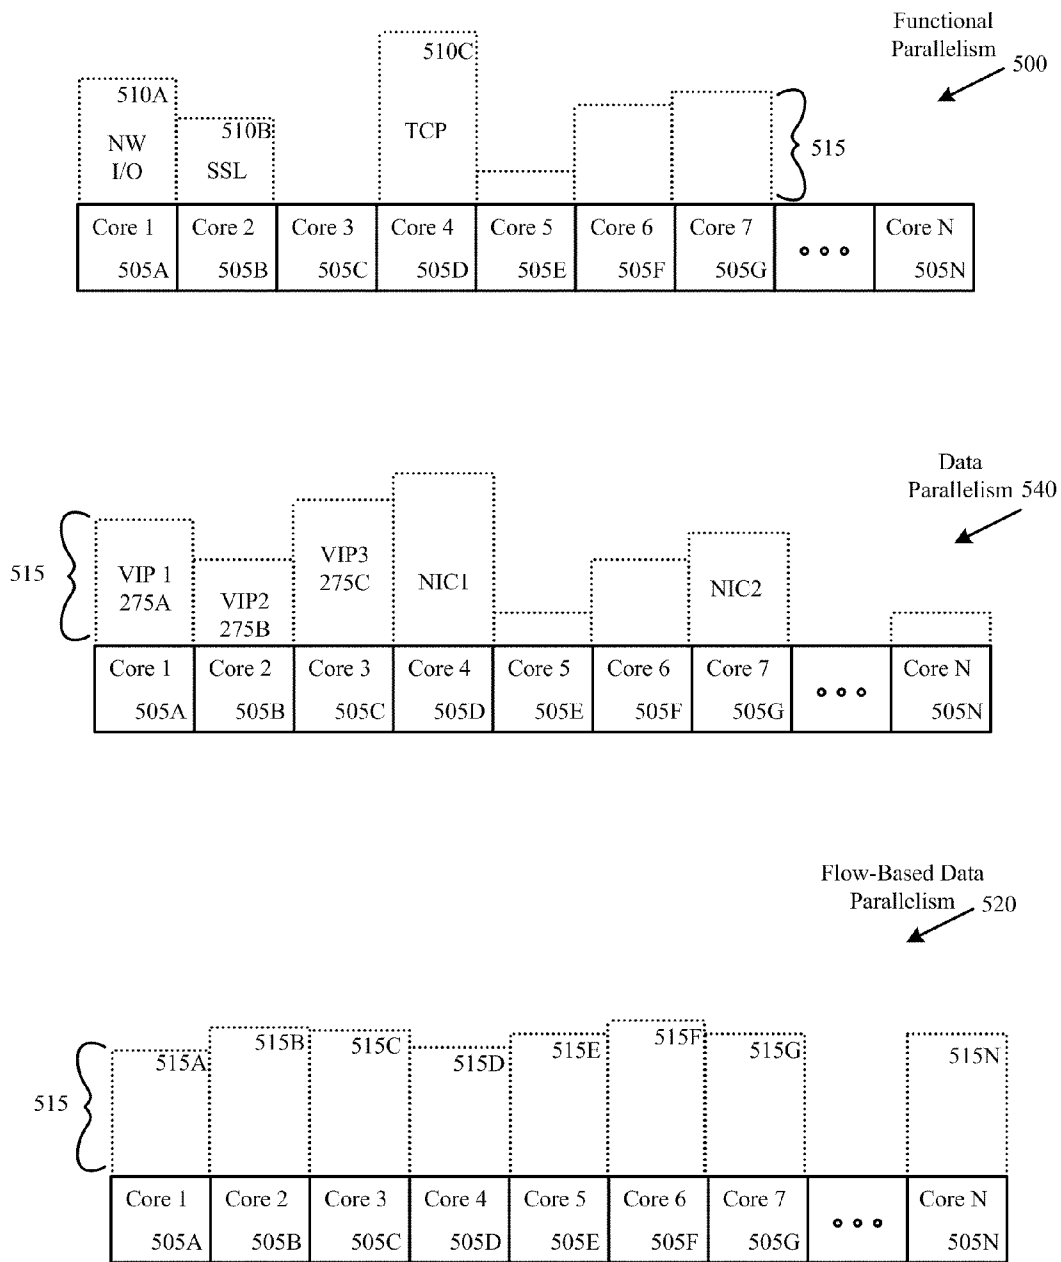 Functional
Parallelism
500
510A
NW
I/O
510B
SSL
510C
TCP
515
Core 1 Core 2 Core 3 Core 4 Core 5 Core 6 Core 7 Core N
505A 505B 505C 505D 505E 505F 505G 505N
Data
Parallelism 540
515
VIP 1
275A
VIP2
275B
VIP3
275C
NIC1
NIC2
Core 1 Core 2 Core 3 Core 4 Core 5 Core 6 Core 7 Core N
505A 505B 505C 505D 505E 505F 505G 505N
Flow-Based Data
Parallelism 520
515
515A 515B 515C 515D 515E 515F 515G 515N
Core 1 Core 2 Core 3 Core 4 Core 5 Core 6 Core 7 Core N
505A 505B 505C 505D 505E 505F 505G 505N